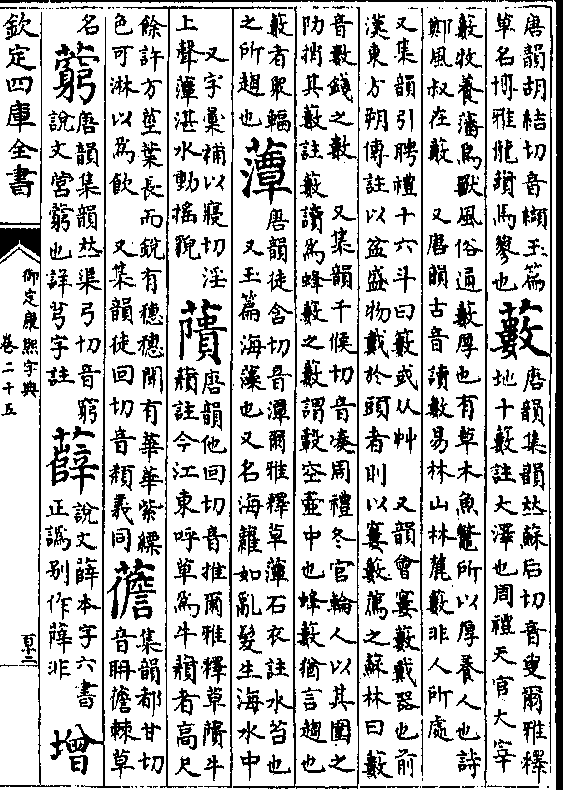 唐韻胡結切音纈玉篇
草名博雅䖆䕵馬蓼也
藪
唐韻集韻𠀤蘇后切音叟爾雅釋
地十藪註大澤也周禮天官大宰
藪牧養蕃鳥獸風俗通藪厚也有草木魚鼈所以厚養人也詩
鄭風叔在藪 又唐韻古音讀數易林山林麓藪非人所處
又集韻引聘禮十六斗曰籔或从艸 又韻會寠藪戴器也前
漢東方朔傳註以盆盛物戴於頭者則以寠藪薦之蘇林曰藪
音數錢之數 又集韻千候切音湊周禮冬官輪人以其圍之
阞捎其藪註藪讀爲蜂藪之藪謂轂空壷中也蜂藪猶言趨也
藪者衆輻
之所趨也
藫
唐韻徒含切音潭爾雅釋草藫石衣註水苔也
又玉篇海藻也又名海蘿如亂髮生海水中
又字彙補以寢切淫
上聲藫湛水動摇貌
蘈
唐韻他回切音推爾雅釋草蘈牛
蘈註今江東呼草爲牛蘈者高尺
餘許方莖葉長而銳有穗穗閒有華華紫縹
色可淋以爲飲 又集韻徒回切音頽義同
薝
集韻都甘切
音耼薝棘草
名
藭
唐韻集韻𠀤渠弓切音窮
說文营藭也詳芎字註
薛
說文薛本字六書
正譌别作薛非
增
欽定四庫全書
御定康熙字典
卷二十五